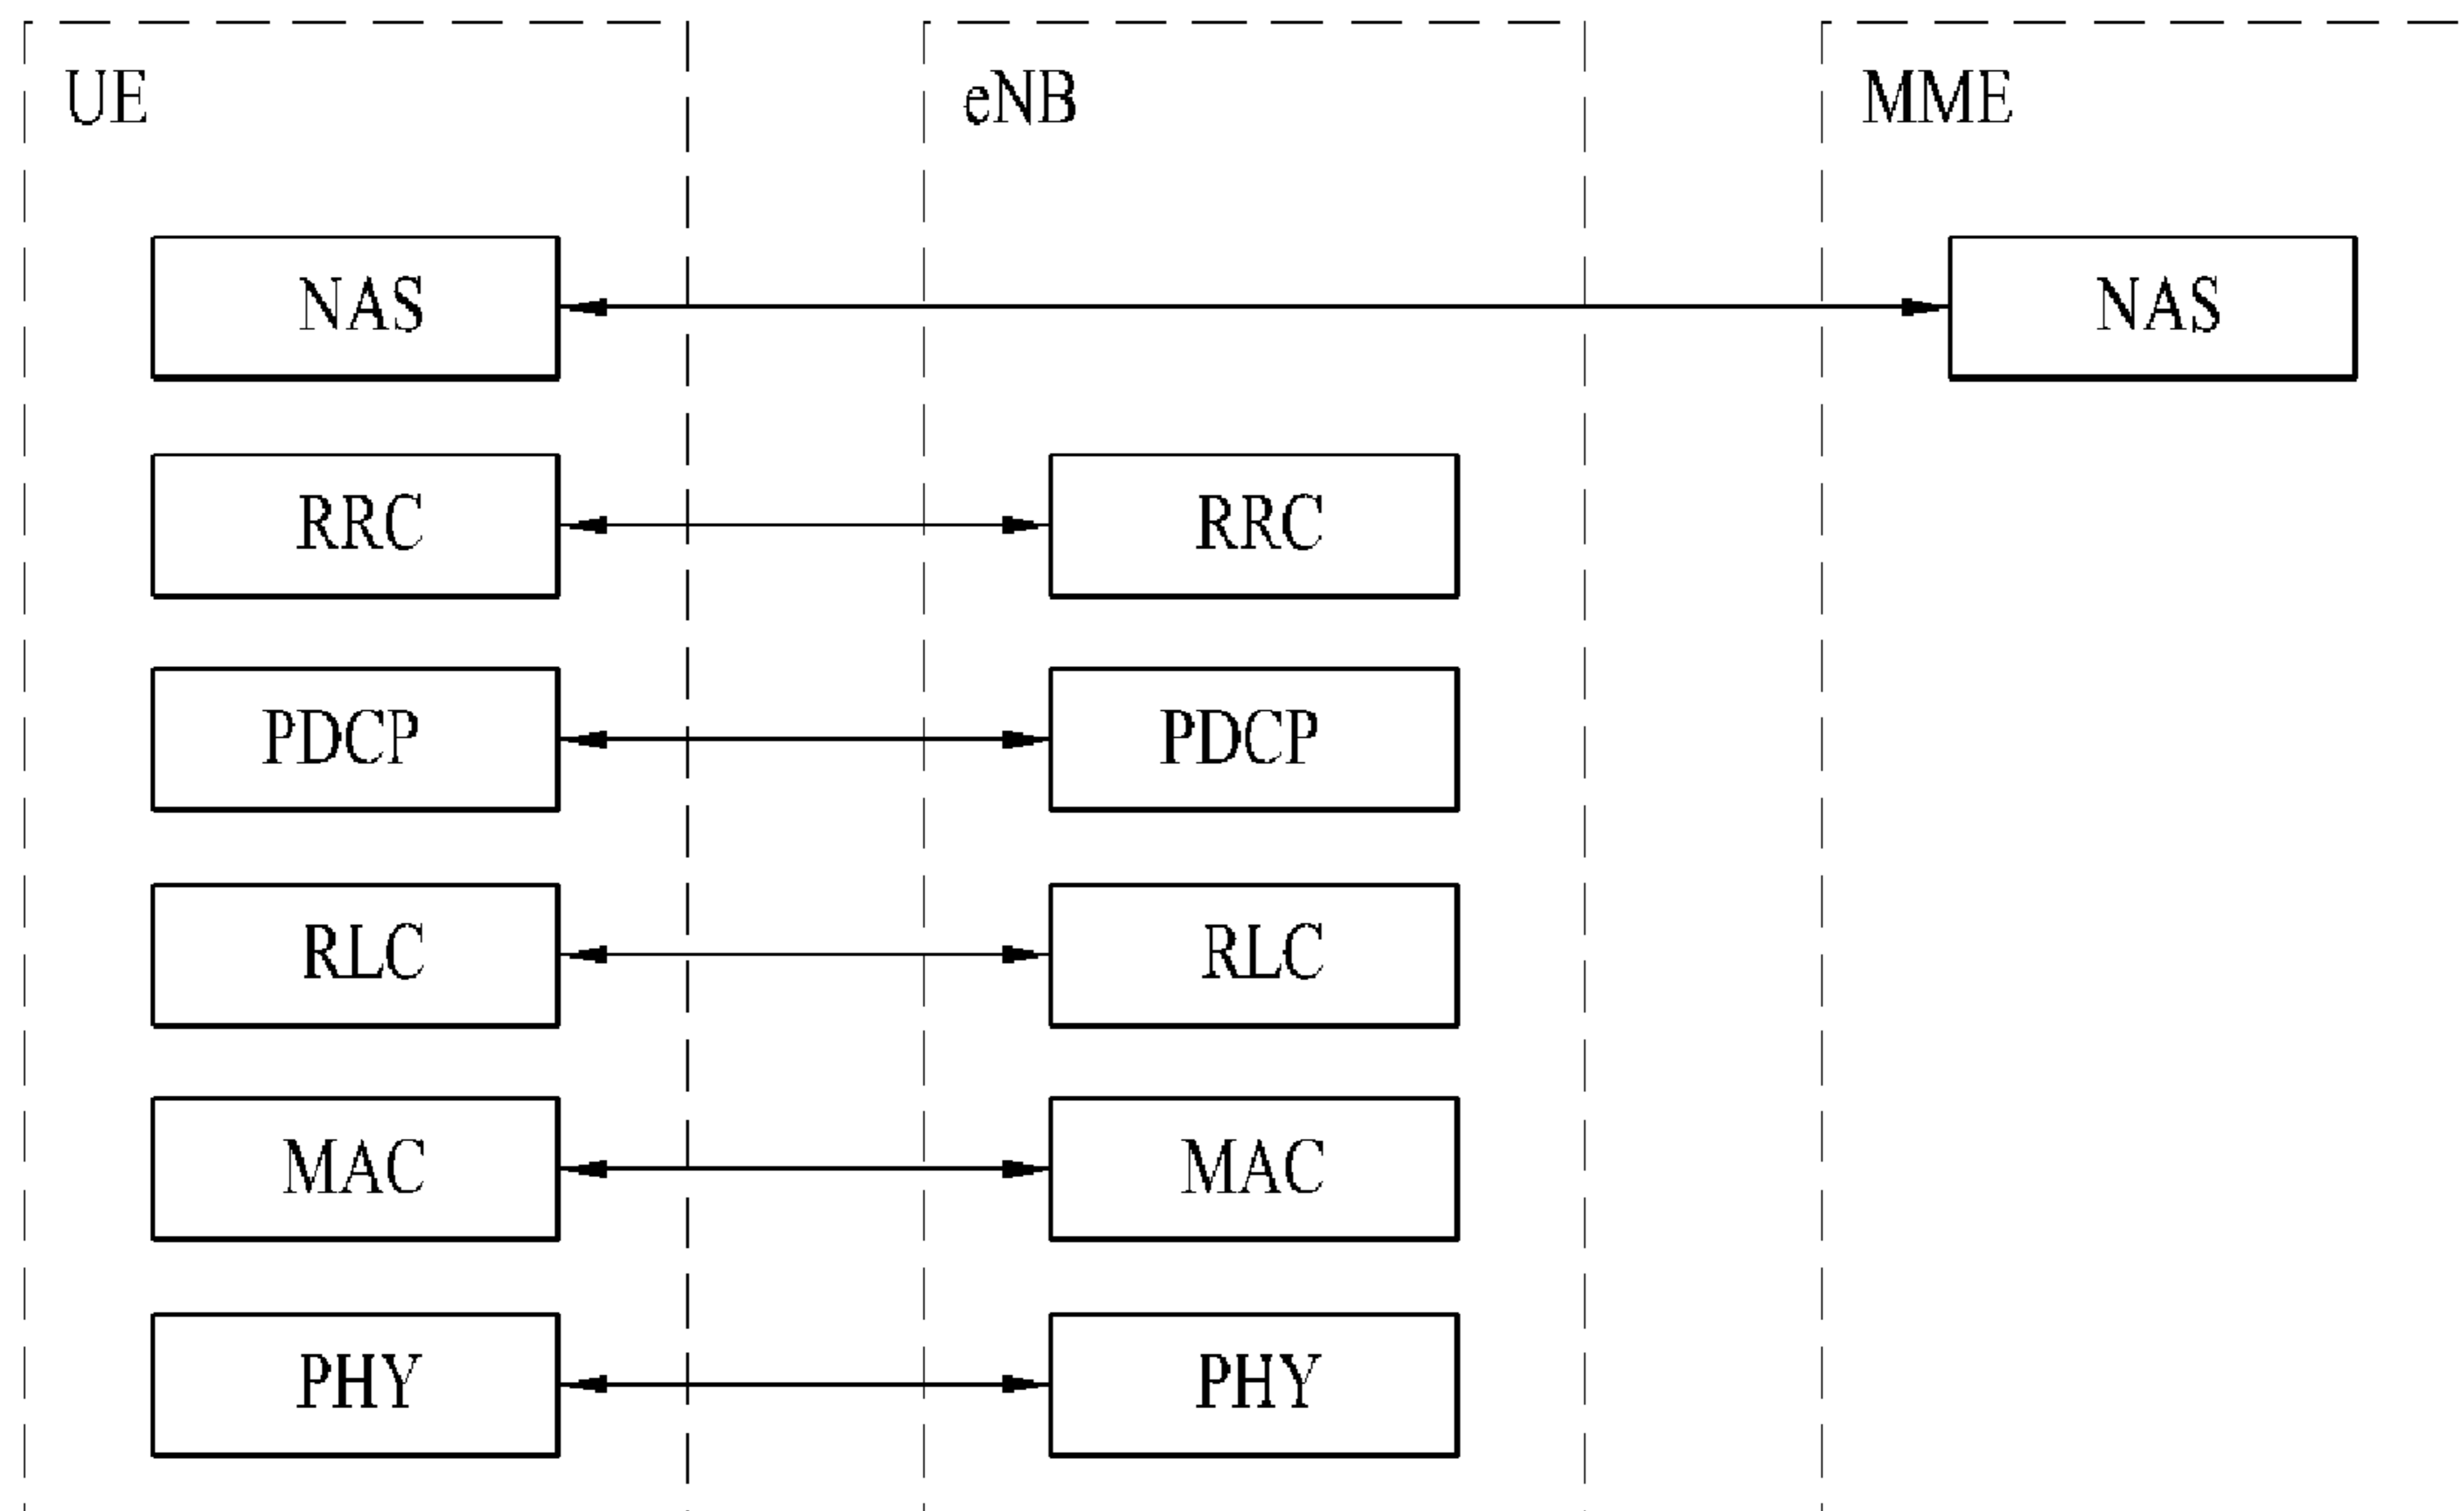 UE eNB MME
NAS NAS
RRC RRC
PDCP PDCP
RLC RLC
MAC MAC
PHY PHY